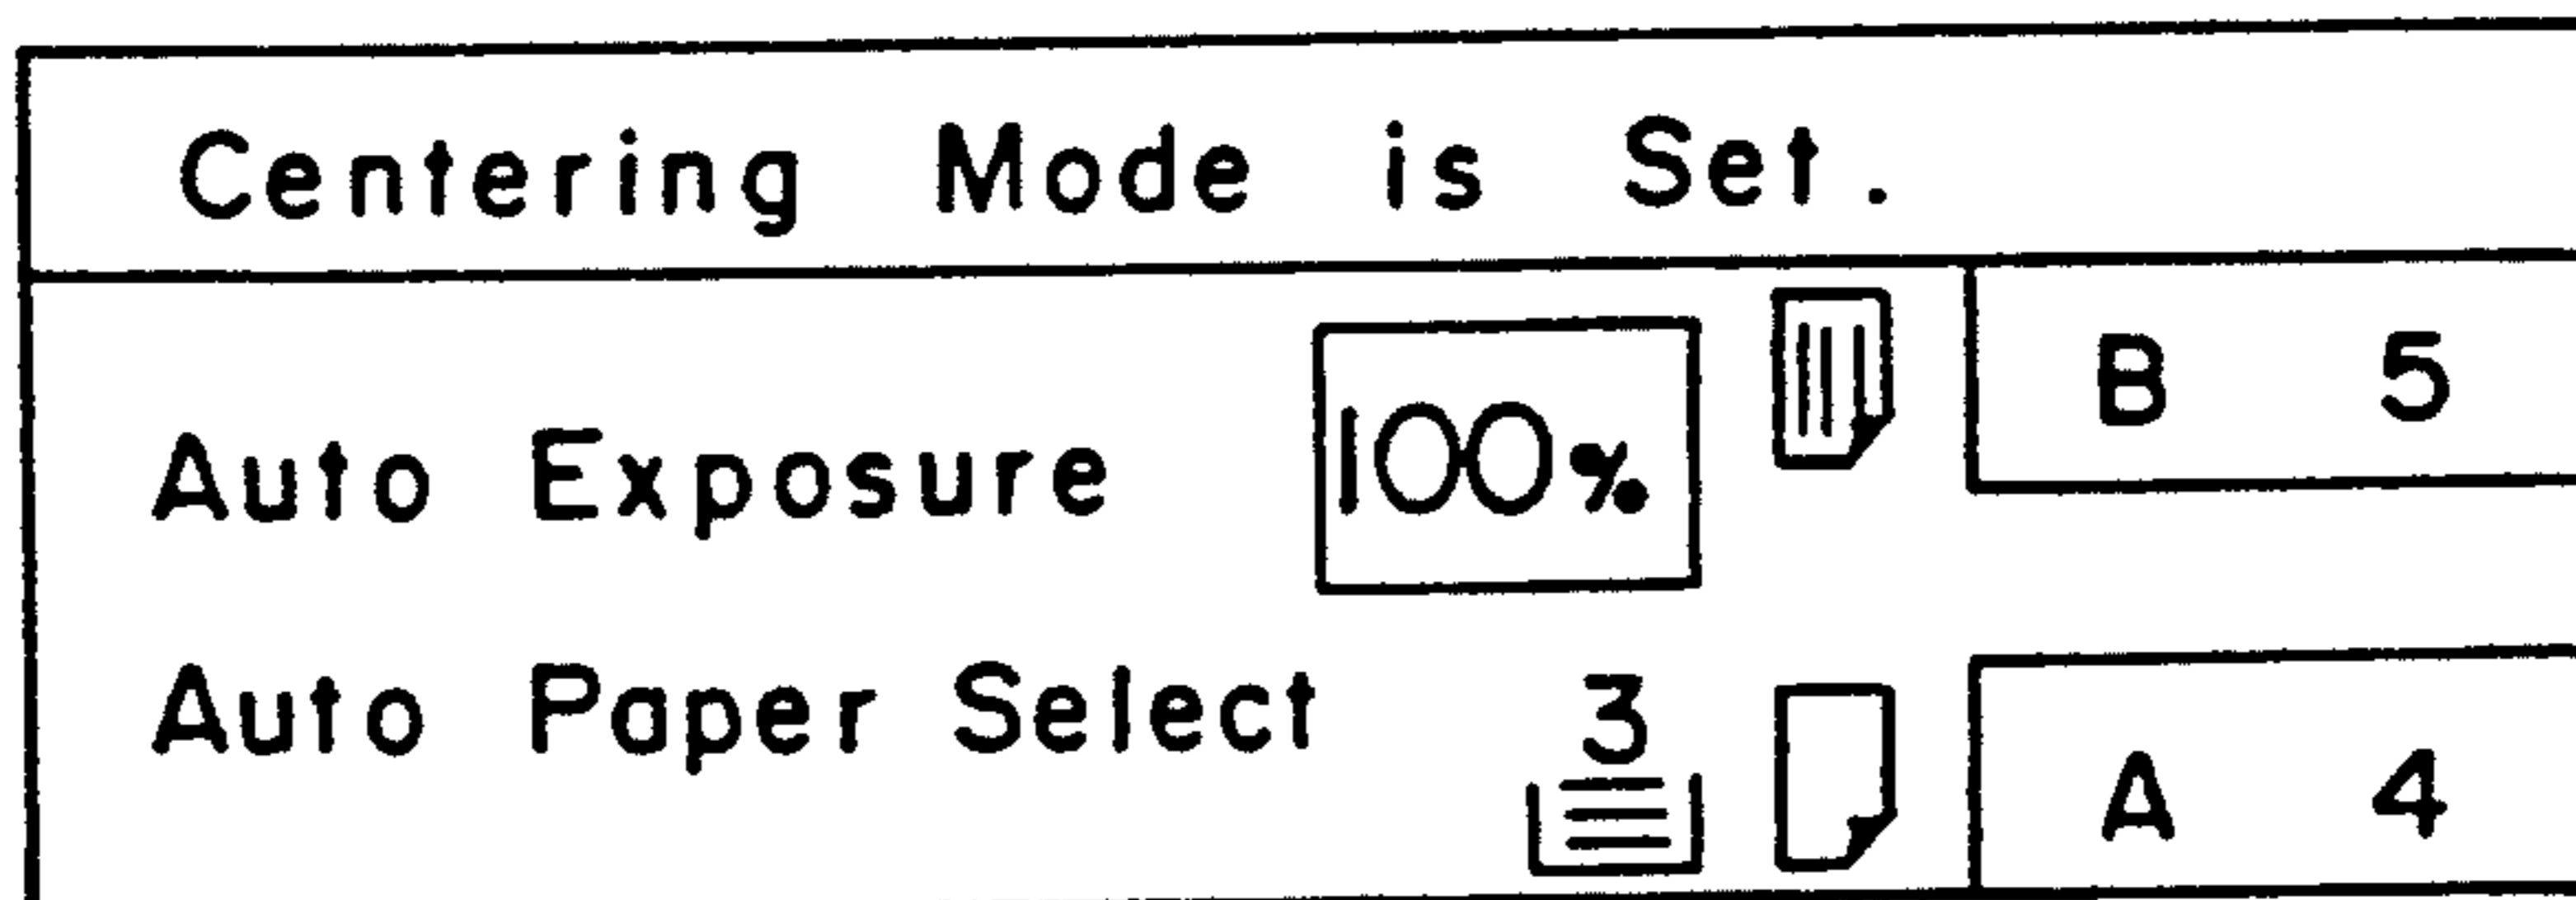 Centering Mode is Set.
B 5
Auto Exposure 100%
Auto Paper Select 3
A 4